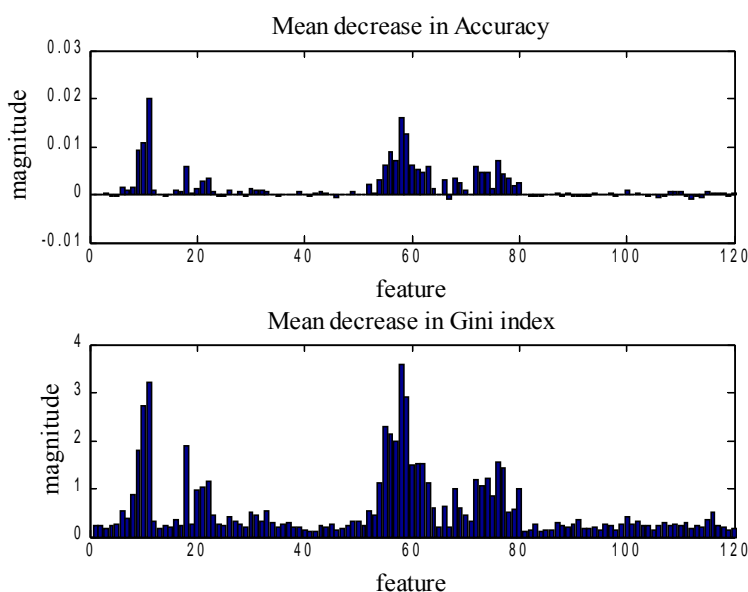 Mean decrease in Accuracy
0.03
0.02
0.01
0
-0.01
magnitude
0 20 40 60 80 100 120
feature
Mean decrease in Gini index
4
3
2
1
0
magnitude
0 20 40 60 80 100 120
feature